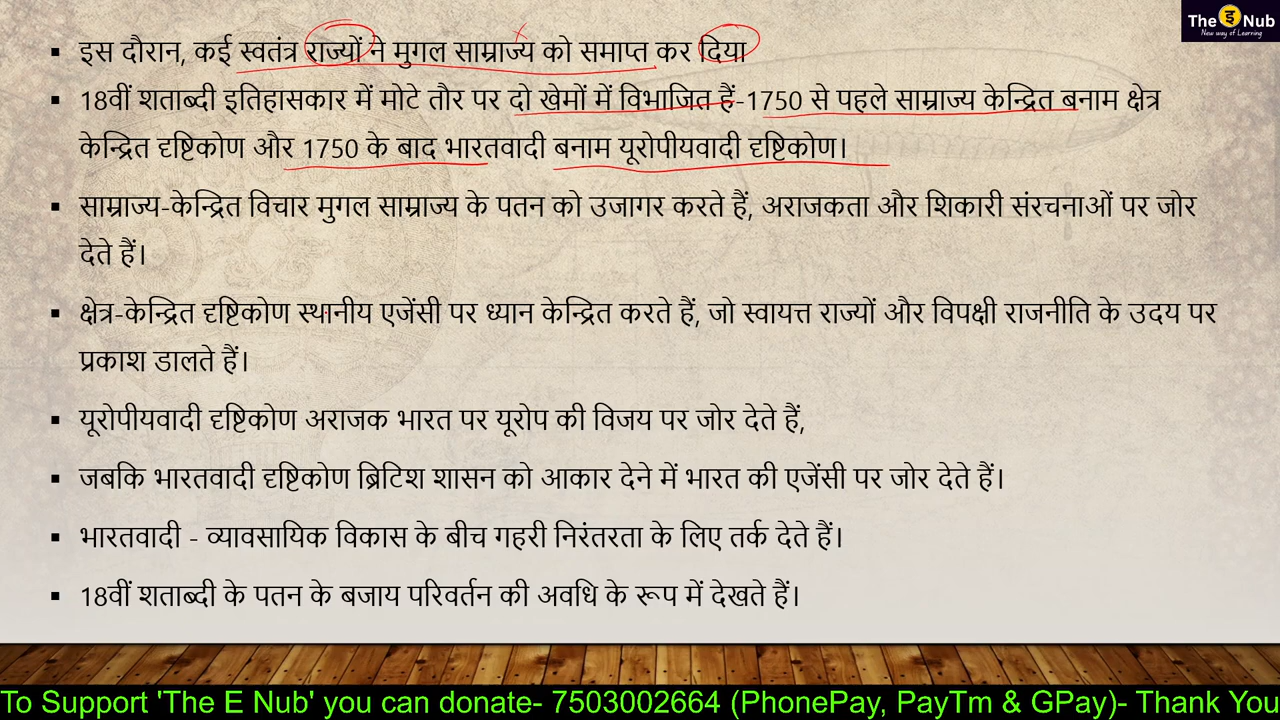 The इ Nub
New way of Learning
▪ इस दौरान, कई स्वतंत्र राज्यों ने मुगल साम्राज्य को समाप्त कर दिया
▪ 18वीं शताब्दी इतिहासकार में मोटे तौर पर दो खेमों में विभाजित हैं-1750 से पहले साम्राज्य केन्द्रित बनाम क्षेत्र
केन्द्रित दृष्टिकोण और 1750 के बाद भारतवादी बनाम यूरोपीयवादी दृष्टिकोण।
▪ साम्राज्य-केन्द्रित विचार मुगल साम्राज्य के पतन को उजागर करते हैं, अराजकता और शिकारी संरचनाओं पर जोर
देते हैं।
▪ क्षेत्र-केन्द्रित दृष्टिकोण स्थानीय एजेंसी पर ध्यान केन्द्रित करते हैं, जो स्वायत्त राज्यों और विपक्षी राजनीति के उदय पर
प्रकाश डालते हैं।
▪ यूरोपीयवादी दृष्टिकोण अराजक भारत पर यूरोप की विजय पर जोर देते हैं,
▪ जबकि भारतवादी दृष्टिकोण ब्रिटिश शासन को आकार देने में भारत की एजेंसी पर जोर देते हैं।
▪ भारतवादी - व्यावसायिक विकास के बीच गहरी निरंतरता के लिए तर्क देते हैं।
▪ 18वीं शताब्दी के पतन के बजाय परिवर्तन की अवधि के रूप में देखते हैं।
To Support 'The E Nub' you can donate- 7503002664 (PhonePay, PayTm & GPay)- Thank You